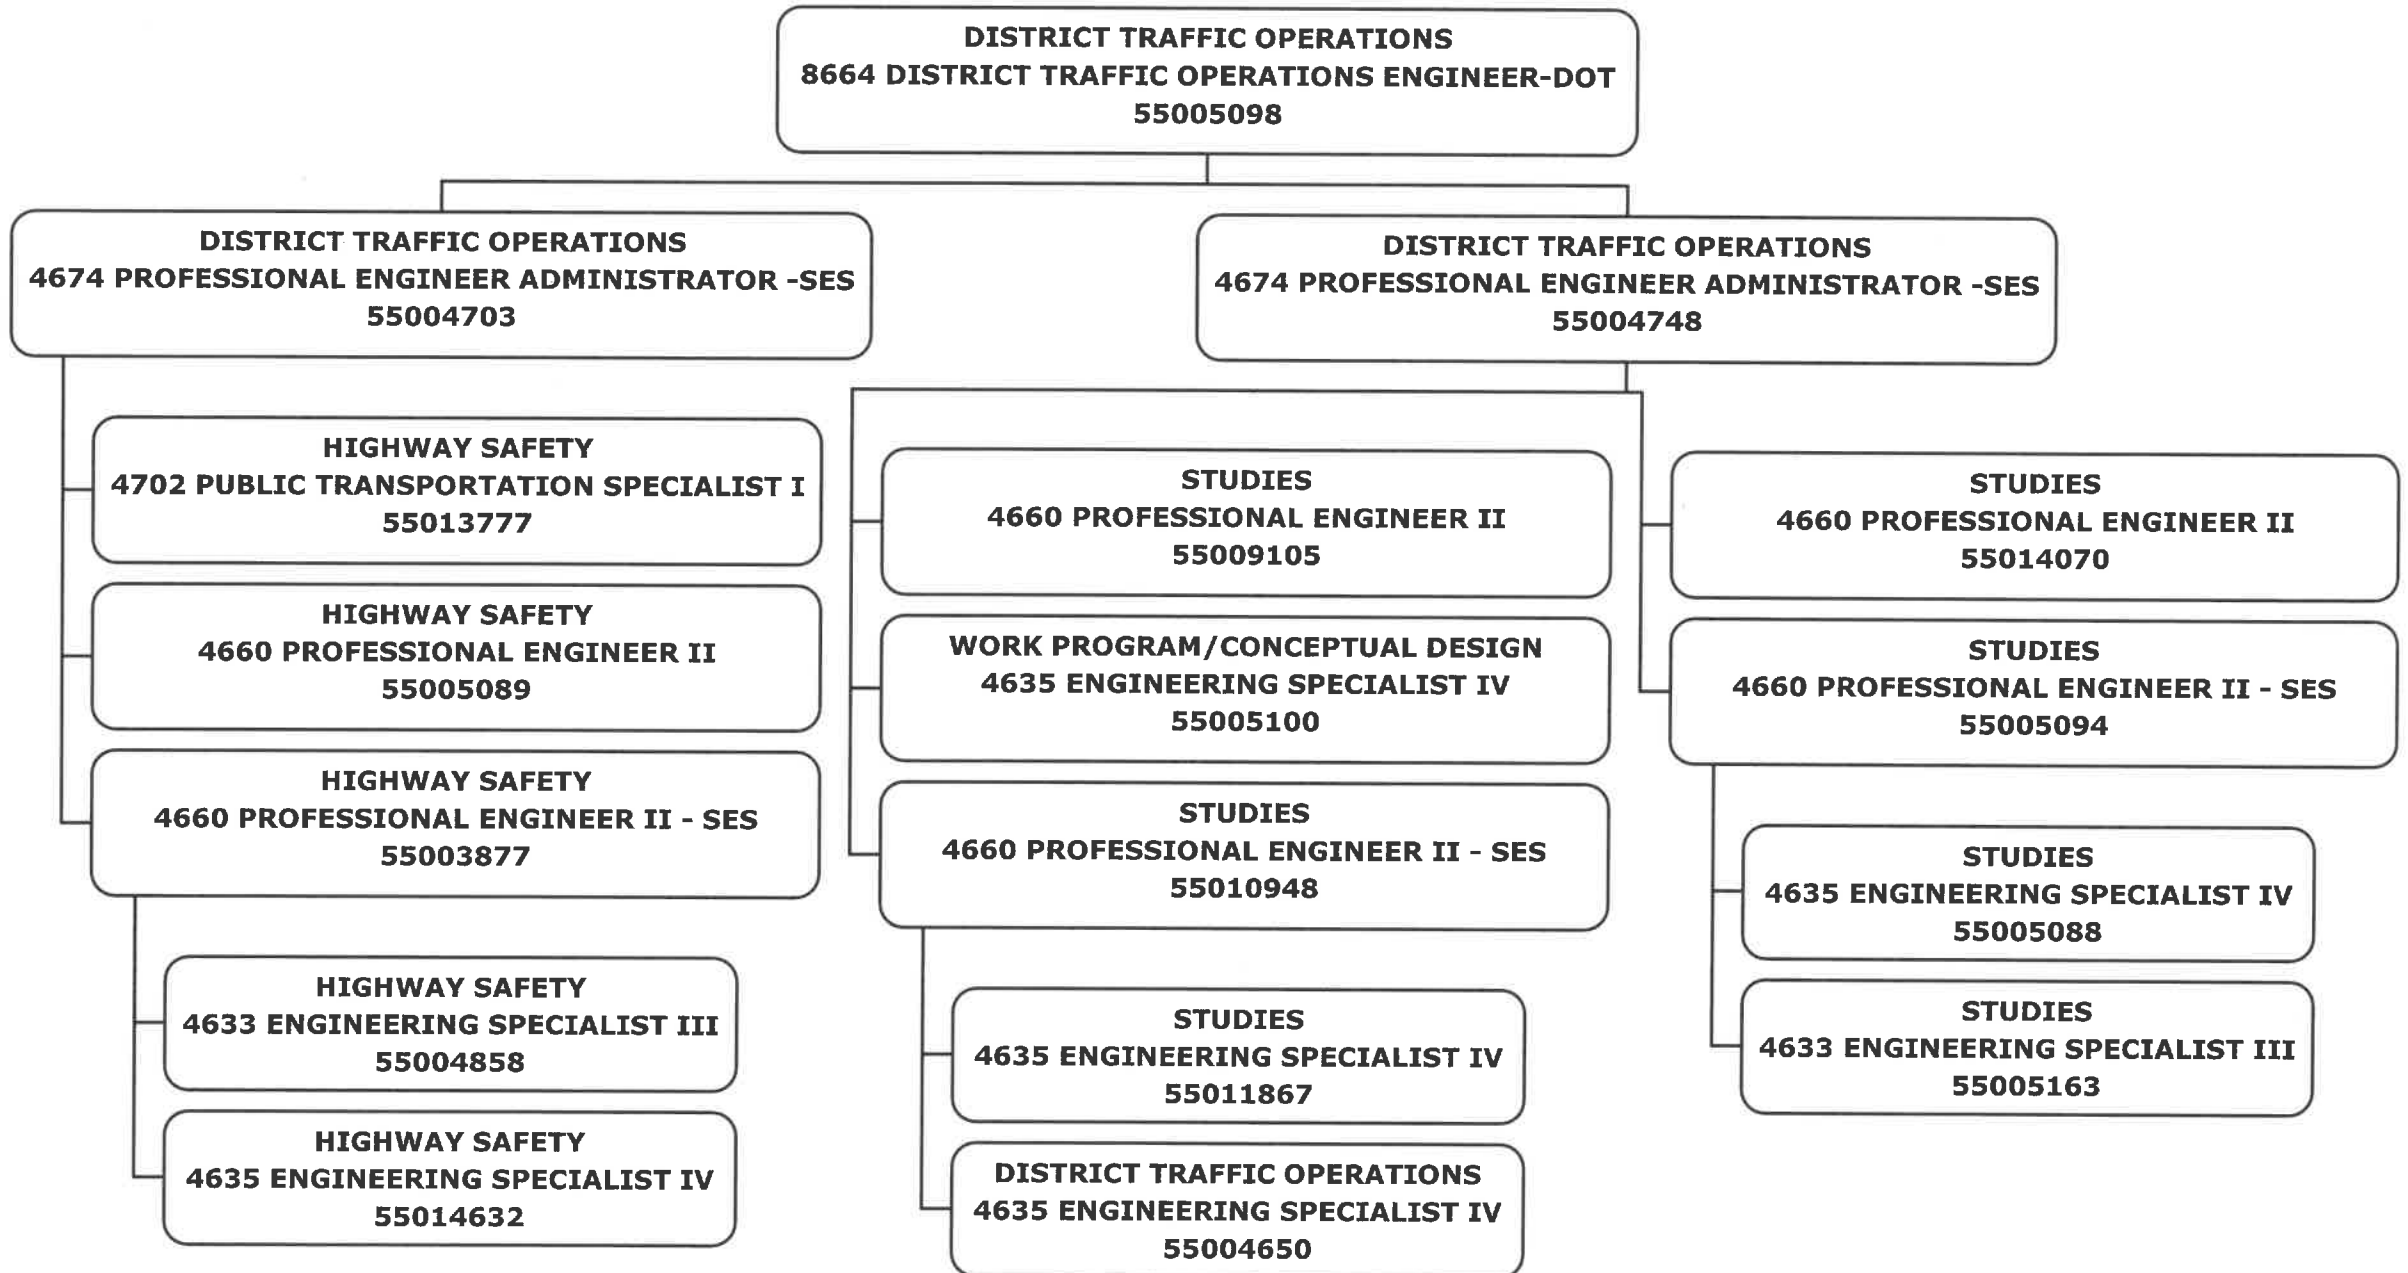 DISTRICT TRAFFIC OPERATIONS
8664 DISTRICT TRAFFIC OPERATIONS ENGINEER-DOT
55005098
DISTRICT TRAFFIC OPERATIONS
4674 PROFESSIONAL ENGINEER ADMINISTRATOR -SES
55004703
HIGHWAY SAFETY
4702 PUBLIC TRANSPORTATION SPECIALIST I
55013777
HIGHWAY SAFETY
4660 PROFESSIONAL ENGINEER II
55005089
HIGHWAY SAFETY
4660 PROFESSIONAL ENGINEER II - SES
55003877
HIGHWAY SAFETY
4633 ENGINEERING SPECIALIST III
55004858
HIGHWAY SAFETY
4635 ENGINEERING SPECIALIST IV
55014632
DISTRICT TRAFFIC OPERATIONS
4674 PROFESSIONAL ENGINEER ADMINISTRATOR -SES
55004748
STUDIES
4660 PROFESSIONAL ENGINEER II
55009105
WORK PROGRAM/CONCEPTUAL DESIGN
4635 ENGINEERING SPECIALIST IV
55005100
STUDIES
4660 PROFESSIONAL ENGINEER II - SES
55010948
STUDIES
4635 ENGINEERING SPECIALIST IV
55011867
DISTRICT TRAFFIC OPERATIONS
4635 ENGINEERING SPECIALIST IV
55004650
STUDIES
4660 PROFESSIONAL ENGINEER II
55014070
STUDIES
4660 PROFESSIONAL ENGINEER II - SES
55005094
STUDIES
4635 ENGINEERING SPECIALIST IV
55005088
STUDIES
4633 ENGINEERING SPECIALIST III
55005163